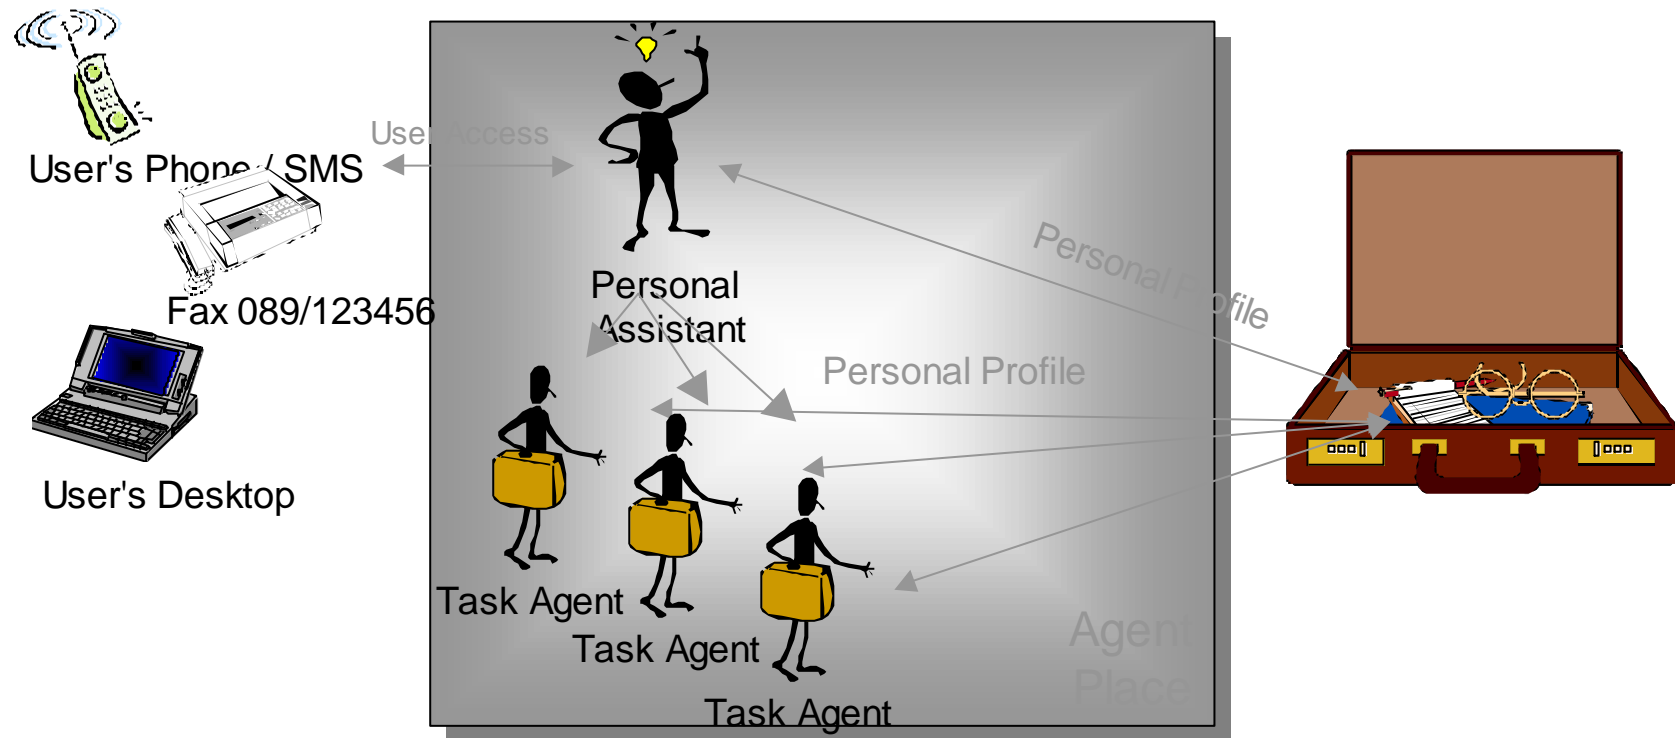 User Access
User's Phone / SMS
Fax 089/123456
User's Desktop
Personal
Assistant
Personal Profile
Personal Profile
Task Agent
Task Agent
Task Agent
Agent
Place